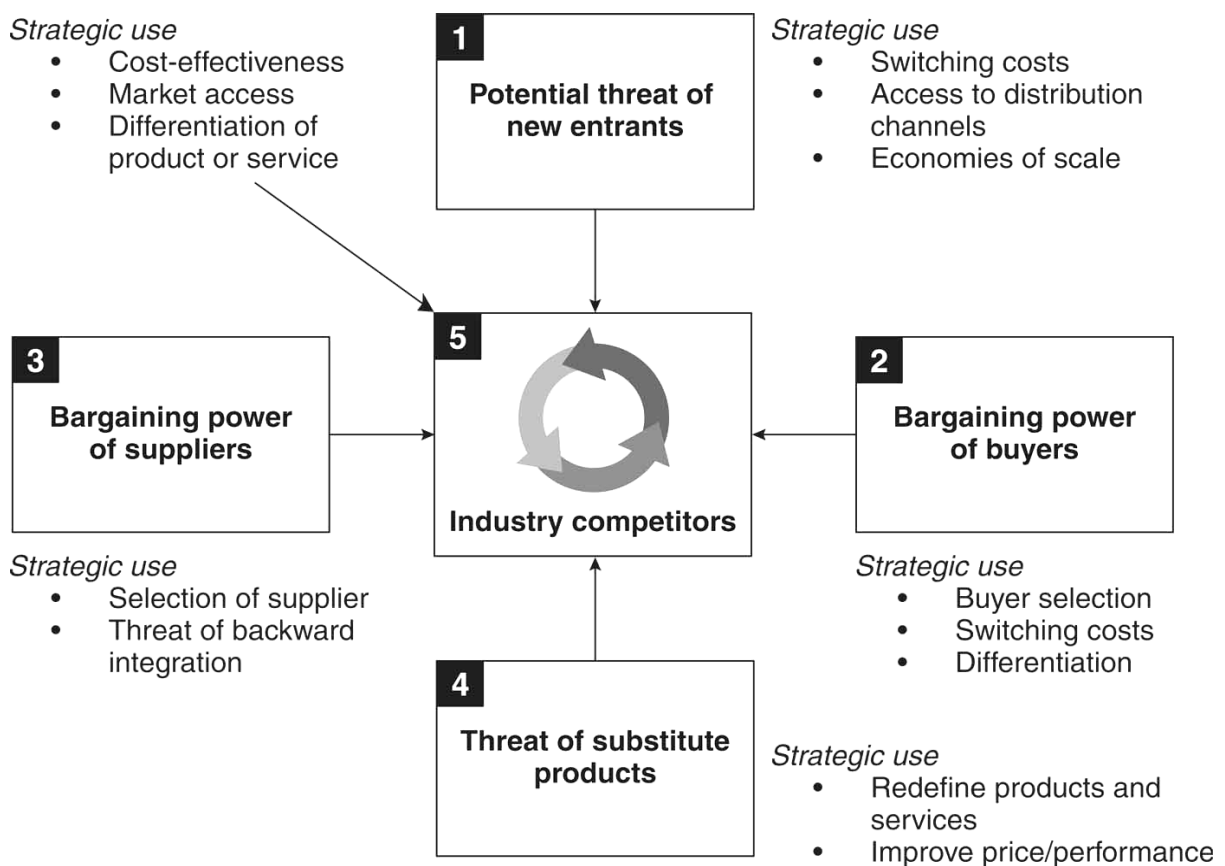 Strategic use
• Cost-effectiveness
• Market access
• Differentiation of
product or service
1
Potential threat of
new entrants
Strategic use
• Switching costs
• Access to distribution
channels
• Economies of scale
3
Bargaining power
of suppliers
5
Industry competitors
2
Bargaining power
of buyers
Strategic use
• Selection of supplier
• Threat of backward
integration
Strategic use
• Buyer selection
• Switching costs
• Differentiation
4
Threat of substitute
products
Strategic use
• Redefine products and
services
• Improve price/performance